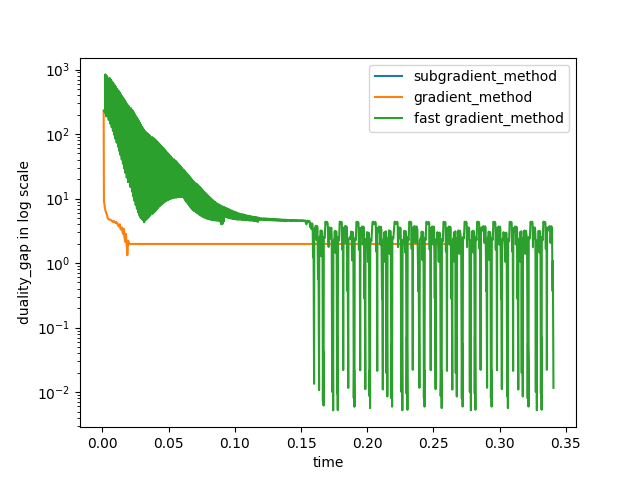 subgradient_method
gradient_method
fast gradient_method
duality_gap in log scale
10³
10²
10¹
10⁰
10⁻¹
10⁻²
0.00 0.05 0.10 0.15 0.20 0.25 0.30 0.35
time